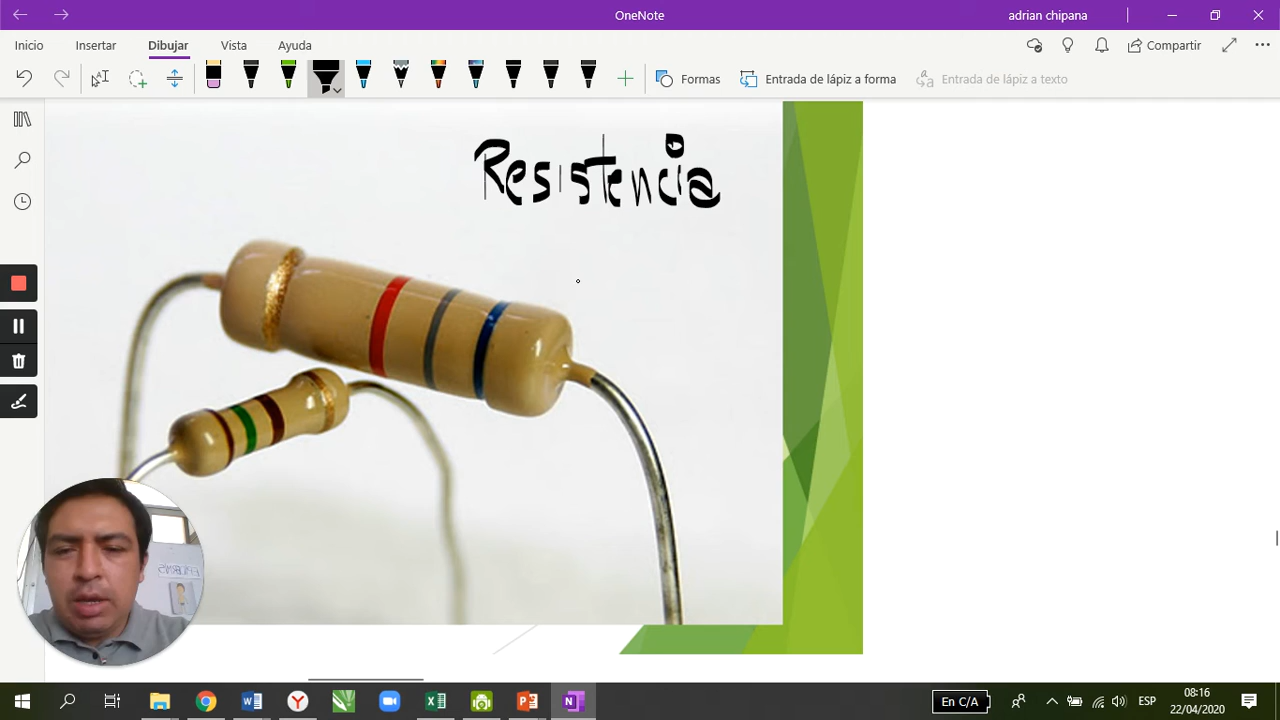 OneNote
adrian chipana
Inicio
Insertar
Dibujar
Vista
Ayuda
Compartir
Formas
Entrada de lápiz a forma
Entrada de lápiz a texto
Resistencia
En C/A
ESP
08:16
22/04/2020